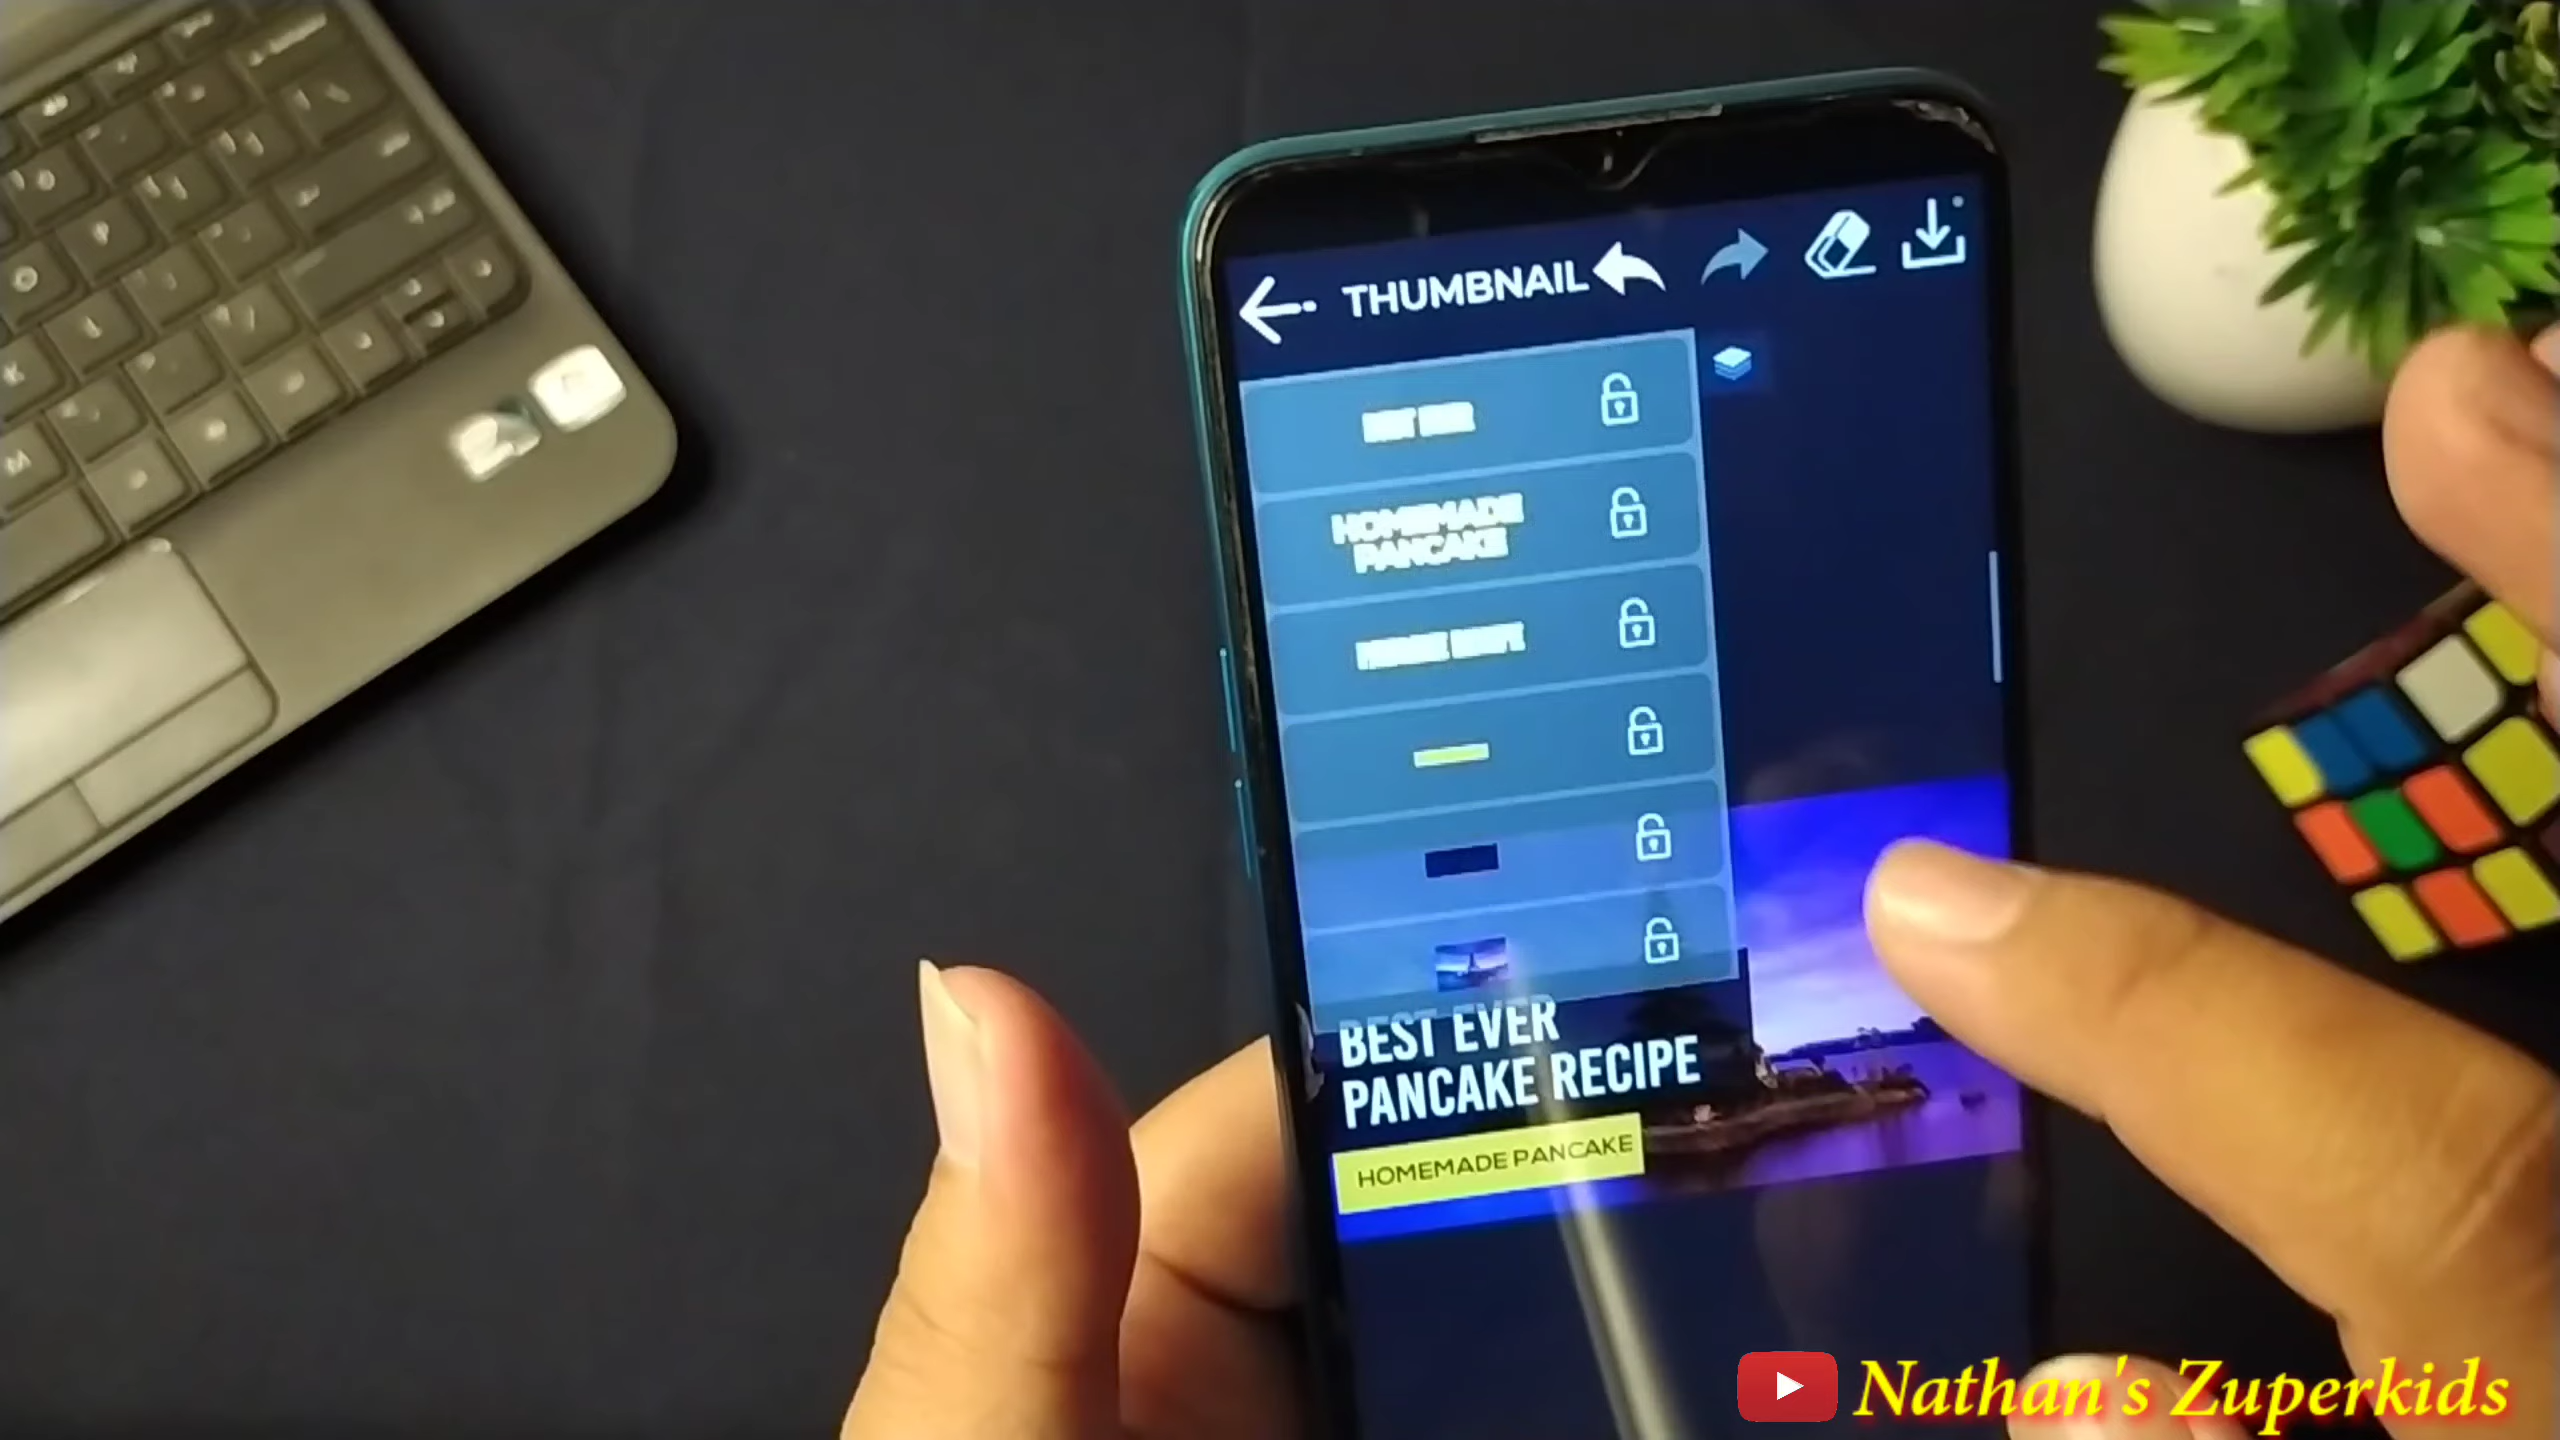 THUMBNAIL
HOMEMADE
PANCAKE
BEST EVER
PANCAKE RECIPE
HOMEMADE PANCAKE
Nathan's Zuperkids